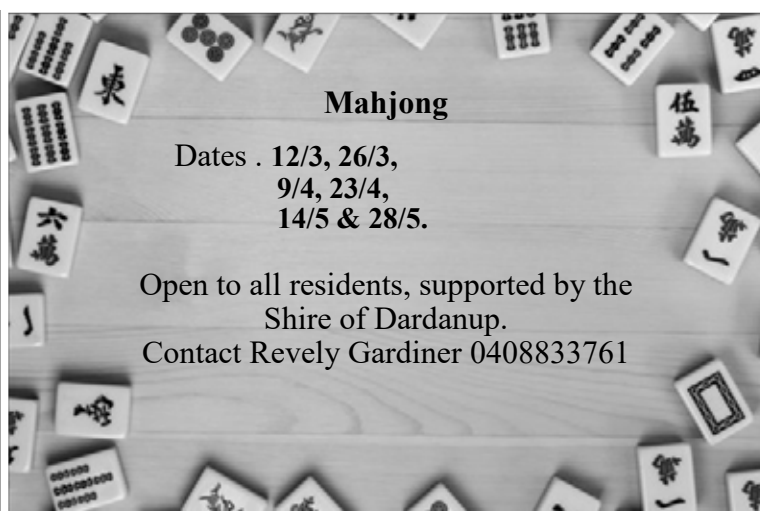 東
伍
萬
六
萬
Mahjong
Dates . 12/3, 26/3,
9/4, 23/4,
14/5 & 28/5.
Open to all residents, supported by the
Shire of Dardanup.
Contact Revely Gardiner 0408833761